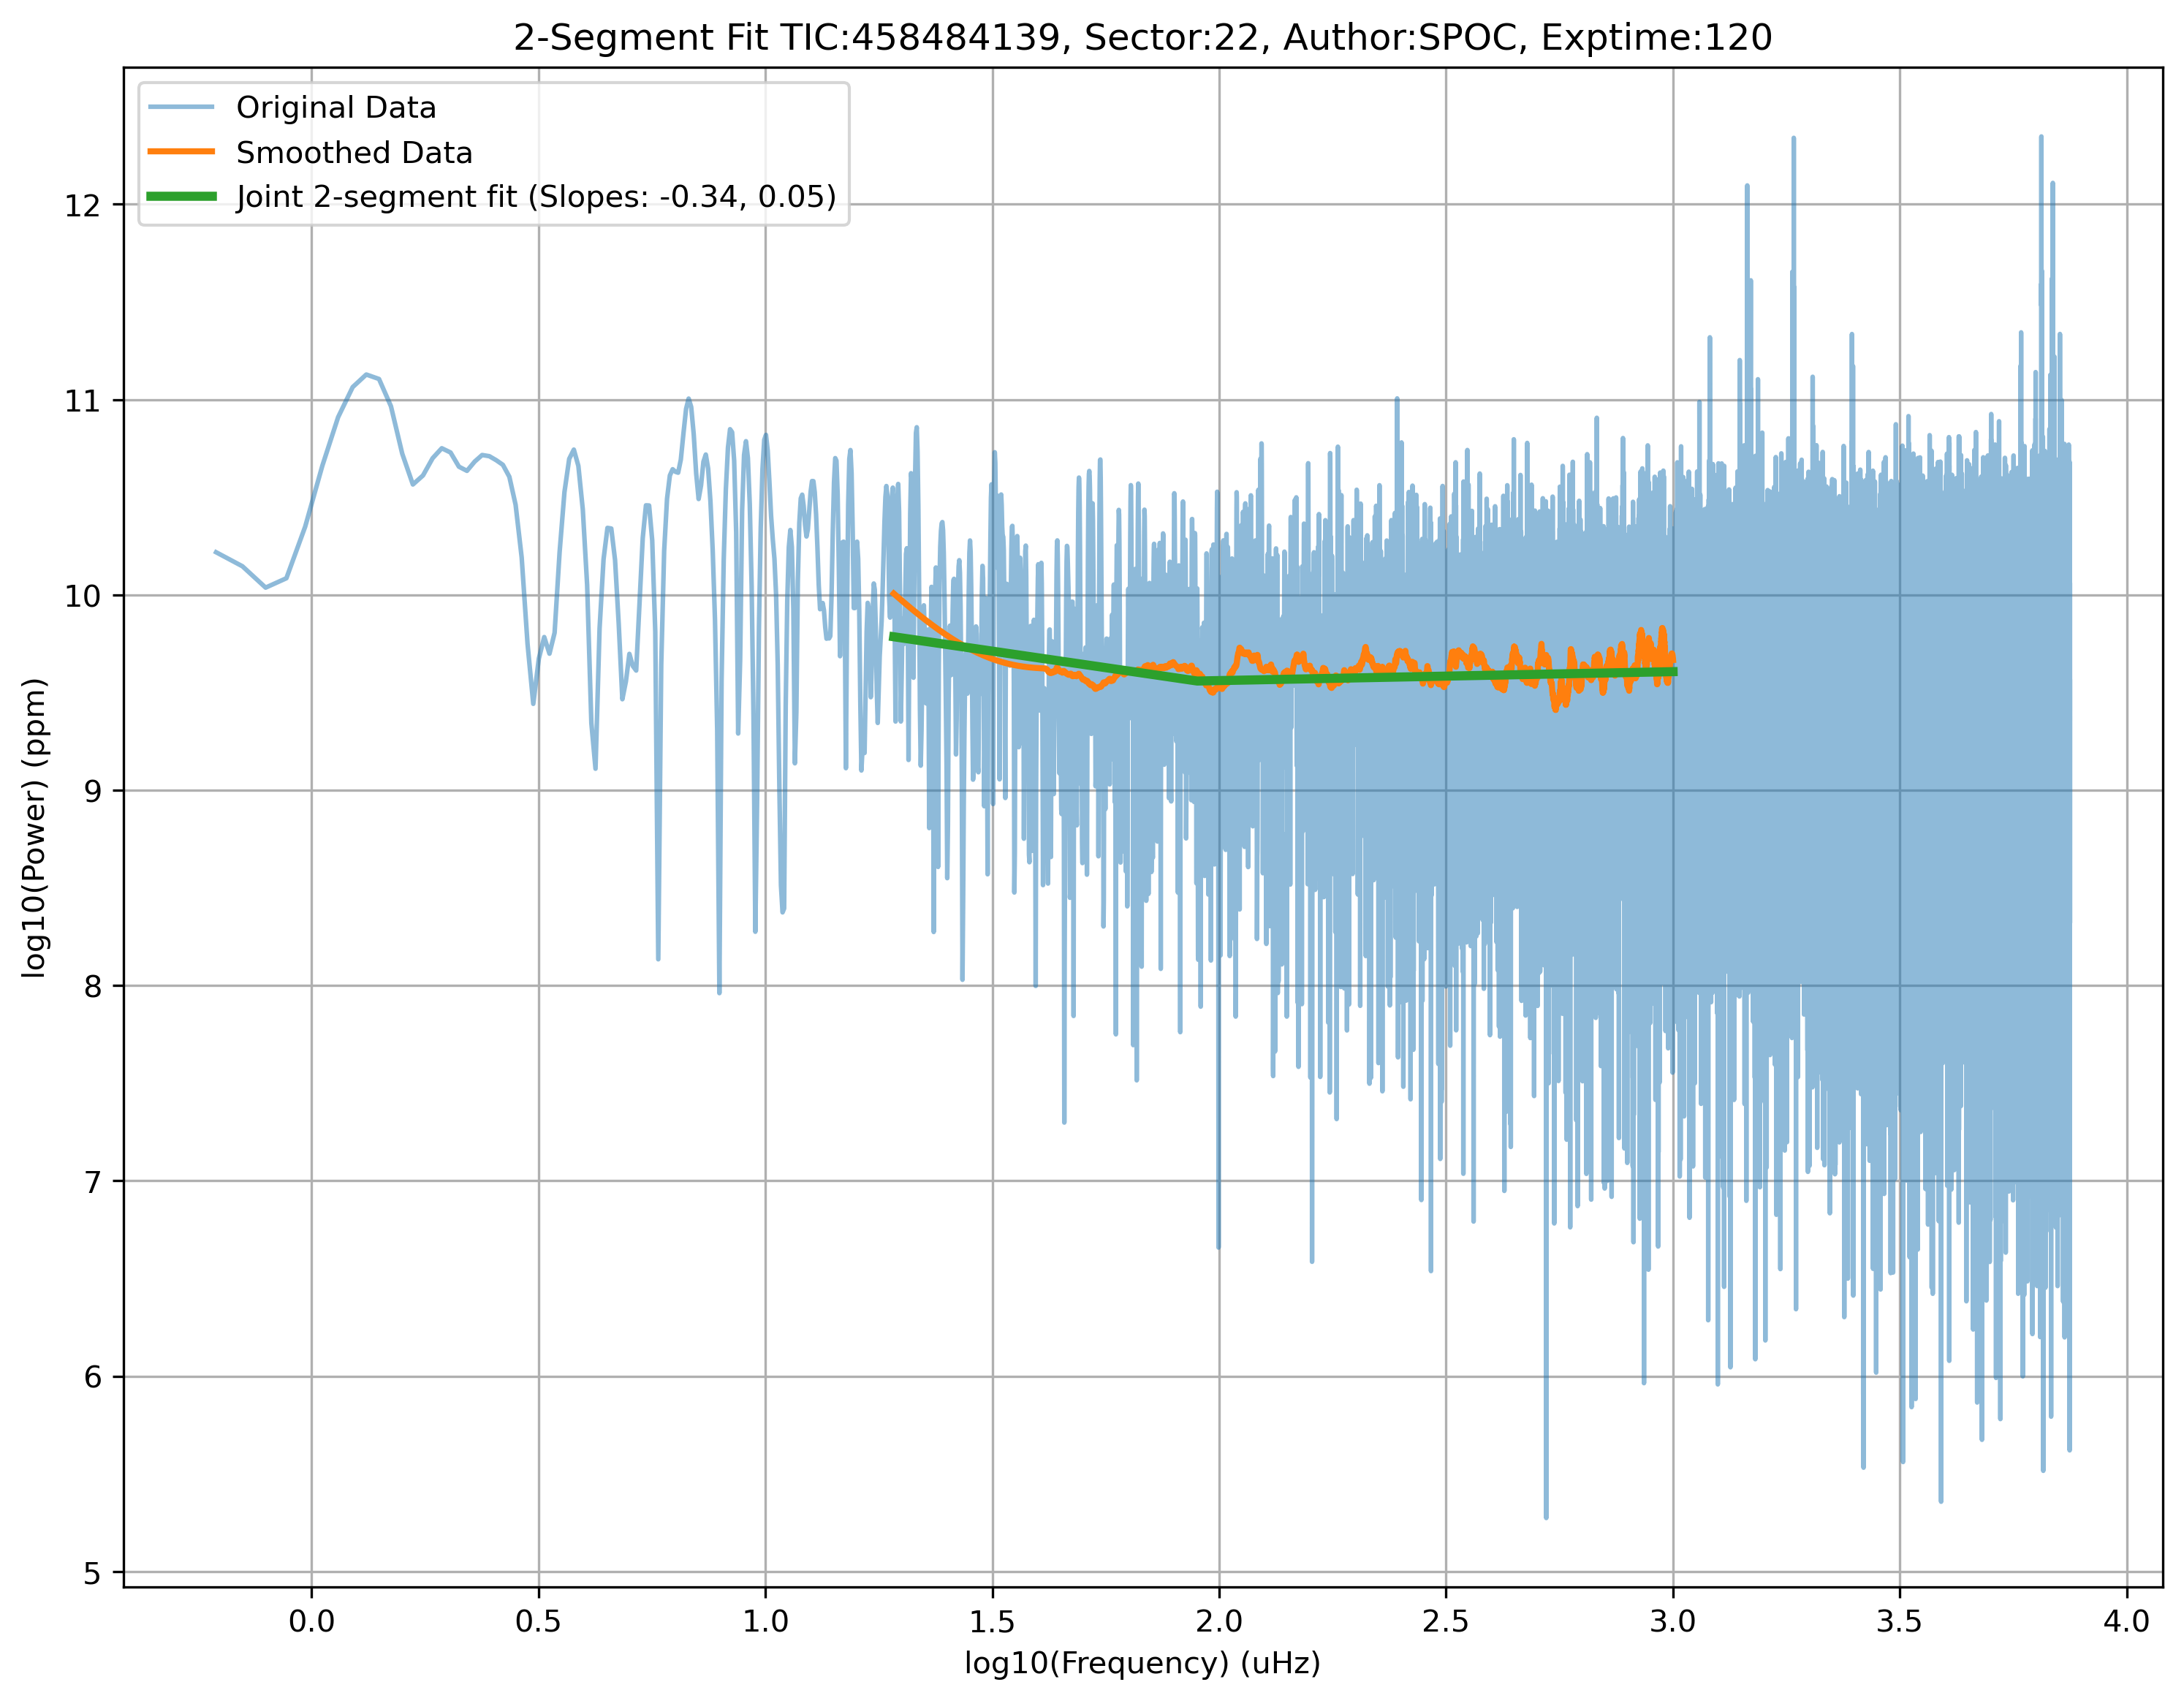 2-Segment Fit TIC:458484139, Sector:22, Author:SPOC, Exptime:120
Original Data
Smoothed Data
Joint 2-segment fit (Slopes: -0.34, 0.05)
log10(Power) (ppm)
12
11
10
9
8
7
6
5
0.0 0.5 1.0 1.5 2.0 2.5 3.0 3.5 4.0
log10(Frequency) (uHz)